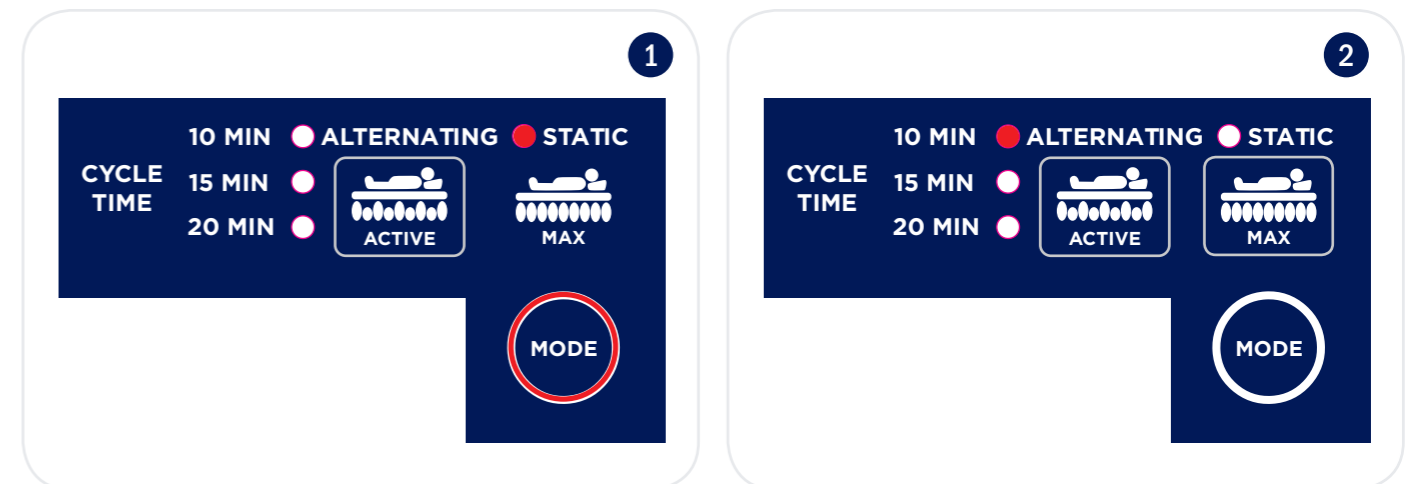 1
10 MIN ALTERNATING STATIC
CYCLE TIME
15 MIN
20 MIN
ACTIVE
MAX
MODE
2
10 MIN ALTERNATING STATIC
CYCLE TIME
15 MIN
20 MIN
ACTIVE
MAX
MODE